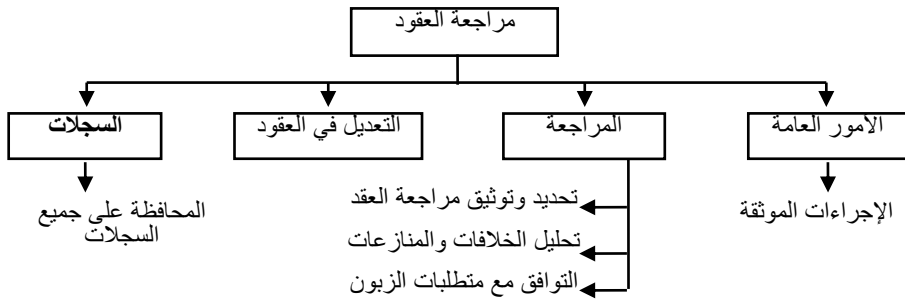 مراجعة العقود
الامور العامة
المراجعة
التعديل في العقود
السجلات
الإجراءات الموثقة
تحديد وتوثيق مراجعة العقد
تحليل الخلافات والمنازعات
التوافق مع متطلبات الزبون
المحافظة على جميع
السجلات